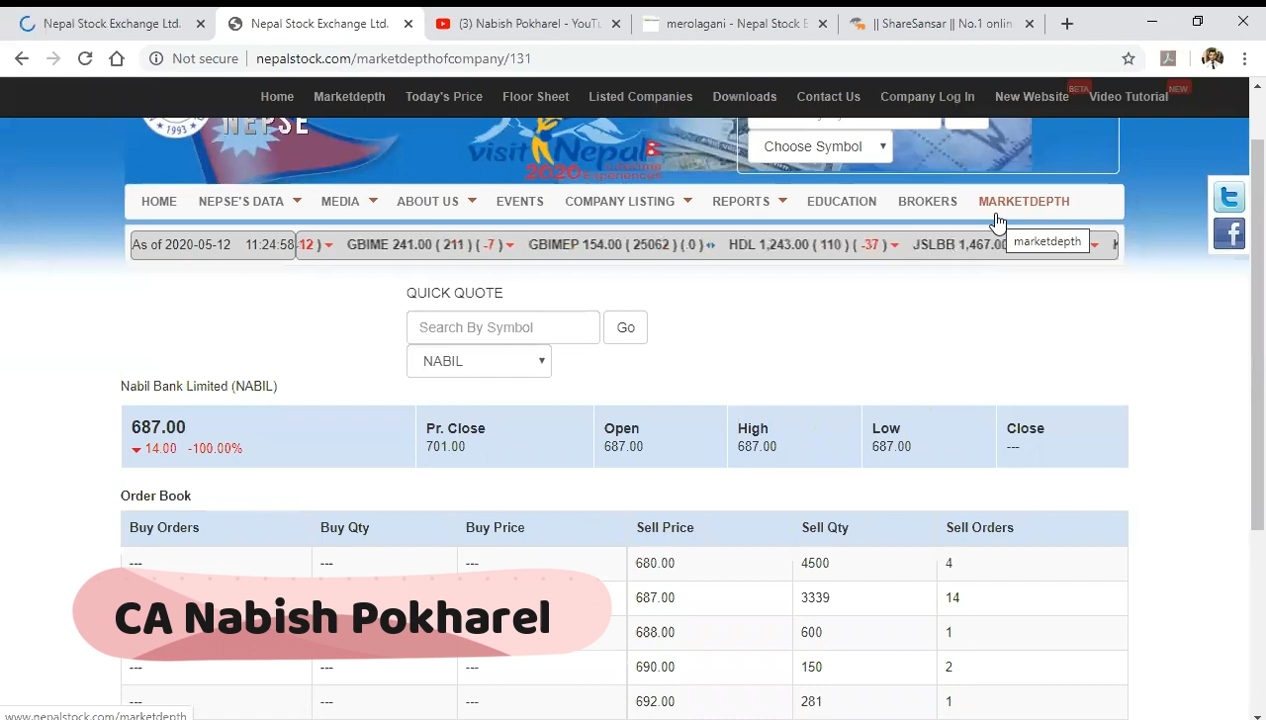 Nepal Stock Exchange Ltd.
Nepal Stock Exchange Ltd.
(3) Nabish Pokharel - YouTu
merolagani - Nepal Stock E
|| ShareSansar || No.1 onlin
Not secure
nepalstock.com/marketdepthofcompany/131
Home Marketdepth Today's Price Floor Sheet Listed Companies Downloads Contact Us Company Log In New Website BETA Video Tutorial NEW
1993
NEPSE
visit Nepal
2020
Lifetime
Experiences
Choose Symbol
HOME NEPSE'S DATA MEDIA ABOUT US EVENTS COMPANY LISTING REPORTS EDUCATION BROKERS MARKETDEPTH
marketdepth
As of 2020-05-12 11:24:58
-12 ) GBIME 241.00 ( 211 ) ( -7 ) GBIMEP 154.00 ( 25062 ) ( 0 ) HDL 1,243.00 ( 110 ) ( -37 ) JSLBB 1,467.00
QUICK QUOTE
Search By Symbol Go
NABIL
Nabil Bank Limited (NABIL)
687.00 Pr. Close Open High Low Close
14.00 -100.00% 701.00 687.00 687.00 687.00 ---
Order Book
Buy Orders Buy Qty Buy Price Sell Price Sell Qty Sell Orders
--- --- --- 680.00 4500 4
687.00 3339 14
688.00 600 1
--- --- --- 690.00 150 2
--- --- 692.00 281 1
CA Nabish Pokharel
www.nepalstock.com/marketdepth